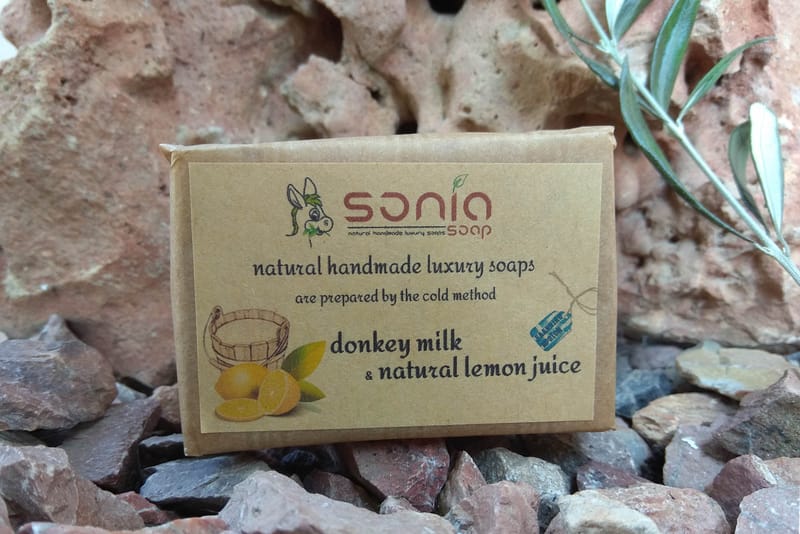 sonia
natural handmade luxury soaps
soap
natural handmade luxury soaps
are prepared by the cold method
donkey milk
& natural lemon juice